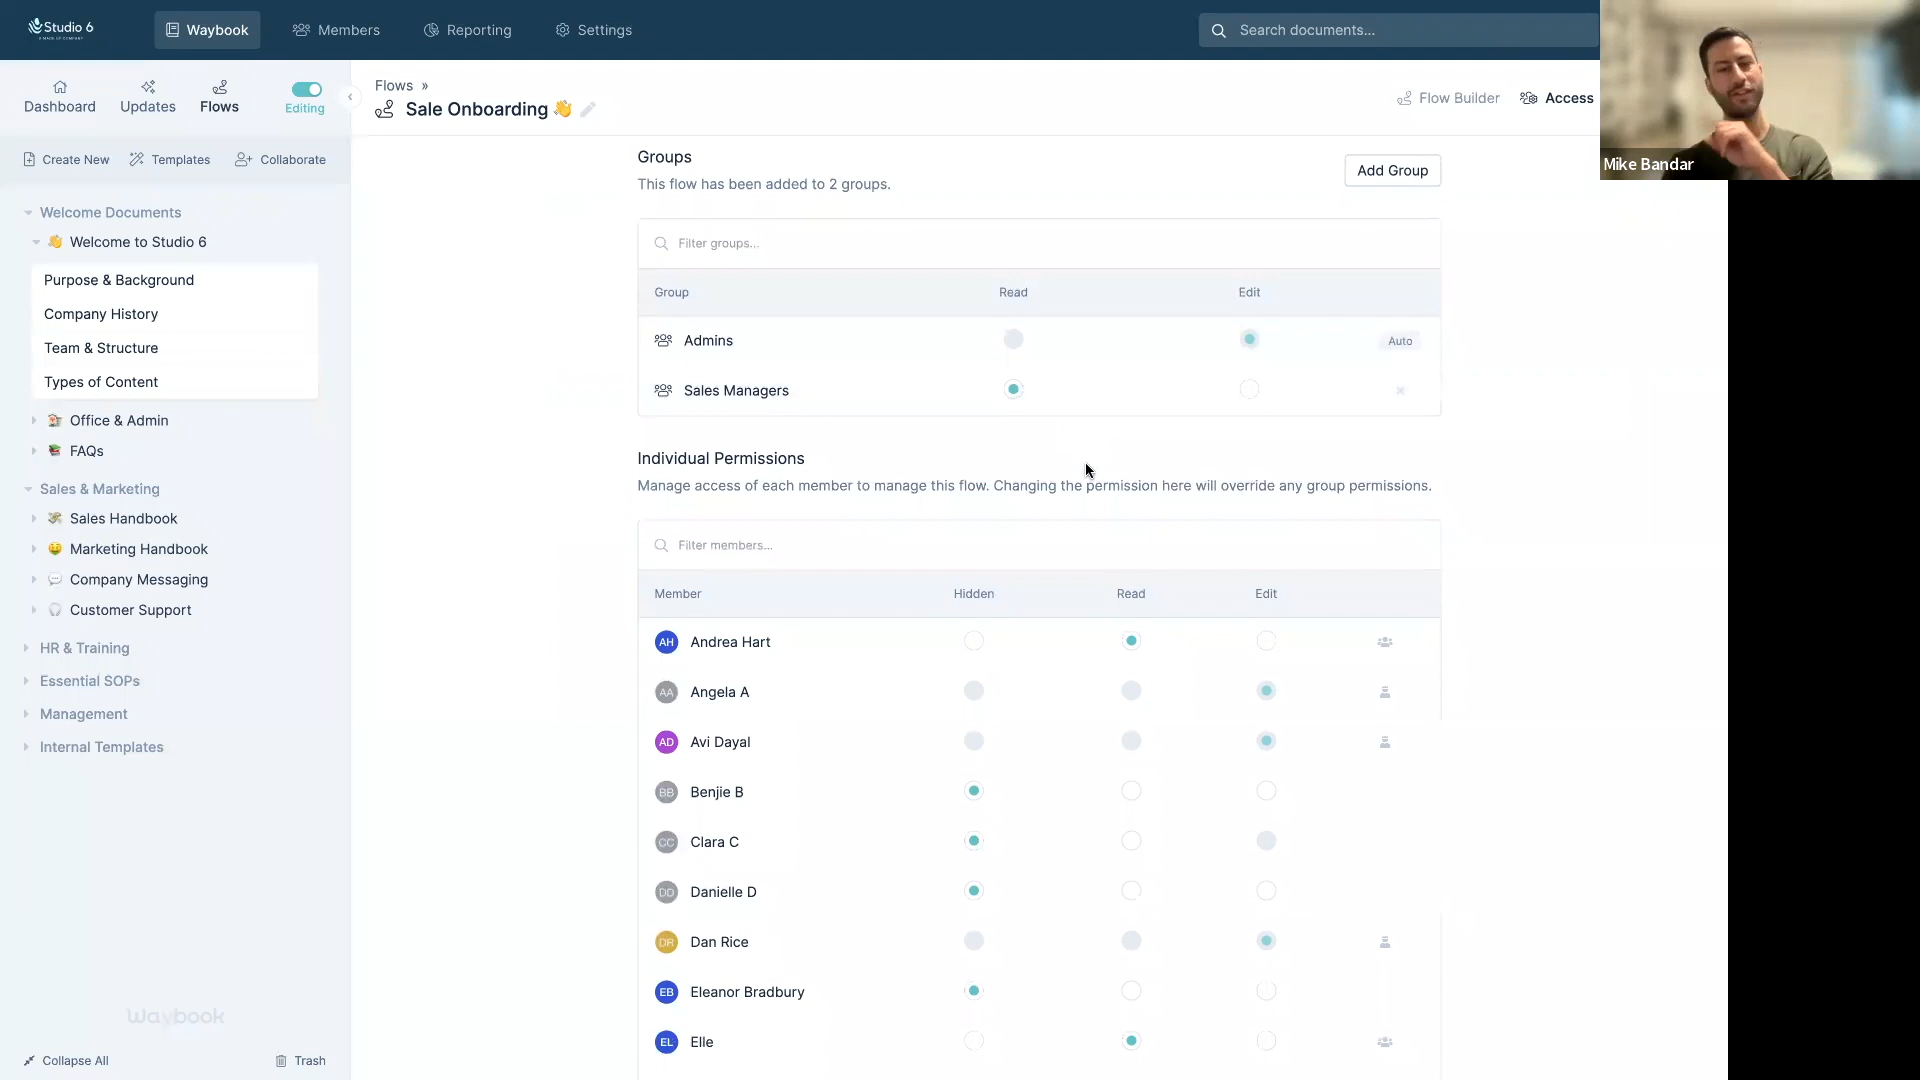 Studio 6
Waybook
Members
Reporting
Settings
Search documents...
Mike Bandar
Dashboard
Updates
Flows
Editing
Create New
Templates
Collaborate
Welcome Documents
Welcome to Studio 6
Purpose & Background
Company History
Team & Structure
Types of Content
Office & Admin
FAQs
Sales & Marketing
Sales Handbook
Marketing Handbook
Company Messaging
Customer Support
HR & Training
Essential SOPs
Management
Internal Templates
waybook
Collapse All
Trash
Flows »
Sale Onboarding
Flow Builder
Access
Groups
This flow has been added to 2 groups.
Add Group
Filter groups...
Group Read Edit
Admins Auto
Sales Managers
Individual Permissions
Manage access of each member to manage this flow. Changing the permission here will override any group permissions.
Filter members...
Member Hidden Read Edit
AH Andrea Hart
AA Angela A
AD Avi Dayal
BB Benjie B
CC Clara C
DD Danielle D
DR Dan Rice
EB Eleanor Bradbury
EL Elle